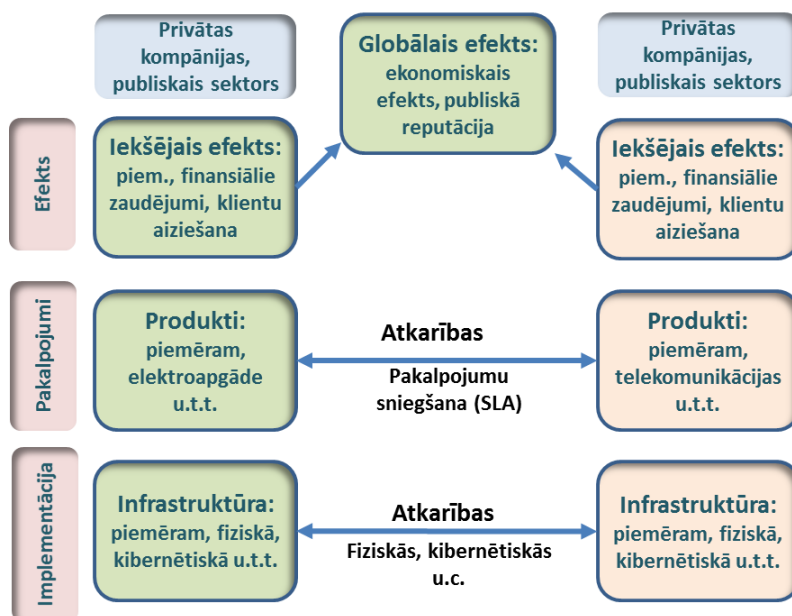 Privātas
kompānijas,
publiskais sektors
Globālais efekts:
ekonomiskais
efekts, publiskā
reputācija
Privātas
kompānijas,
publiskais sektors
Efekts
Iekšējais efekts:
piem., finansiālie
zaudējumi, klientu
aiziešana
Iekšējais efekts:
piem., finansiālie
zaudējumi, klientu
aiziešana
Pakalpojumi
Produkti:
piemēram,
elektroapgāde
u.t.t.
Atkarības
Pakalpojumu
sniegšana (SLA)
Produkti:
piemēram,
telekomunikācijas
u.t.t.
Implementācija
Infrastruktūra:
piemēram, fiziskā,
kibernētiskā u.t.t.
Atkarības
Fiziskās, kibernētiskās
u.c.
Infrastruktūra:
piemēram, fiziskā,
kibernētiskā u.t.t.